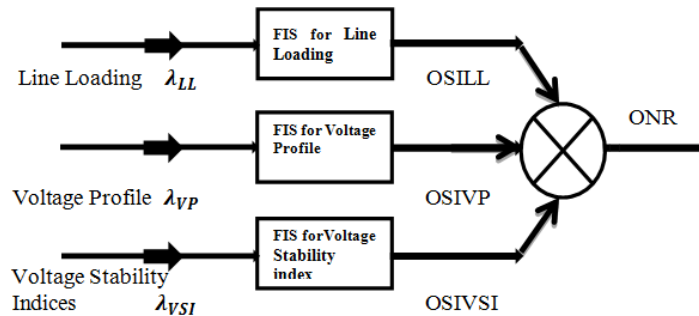 FIS for Line
Loading
Line Loading λLL
OSILL
ONR
FIS for Voltage
Profile
Voltage Profile λVP
OSIVP
FIS forVoltage
Stability
index
Voltage Stability
Indices λVSI
OSIVSI